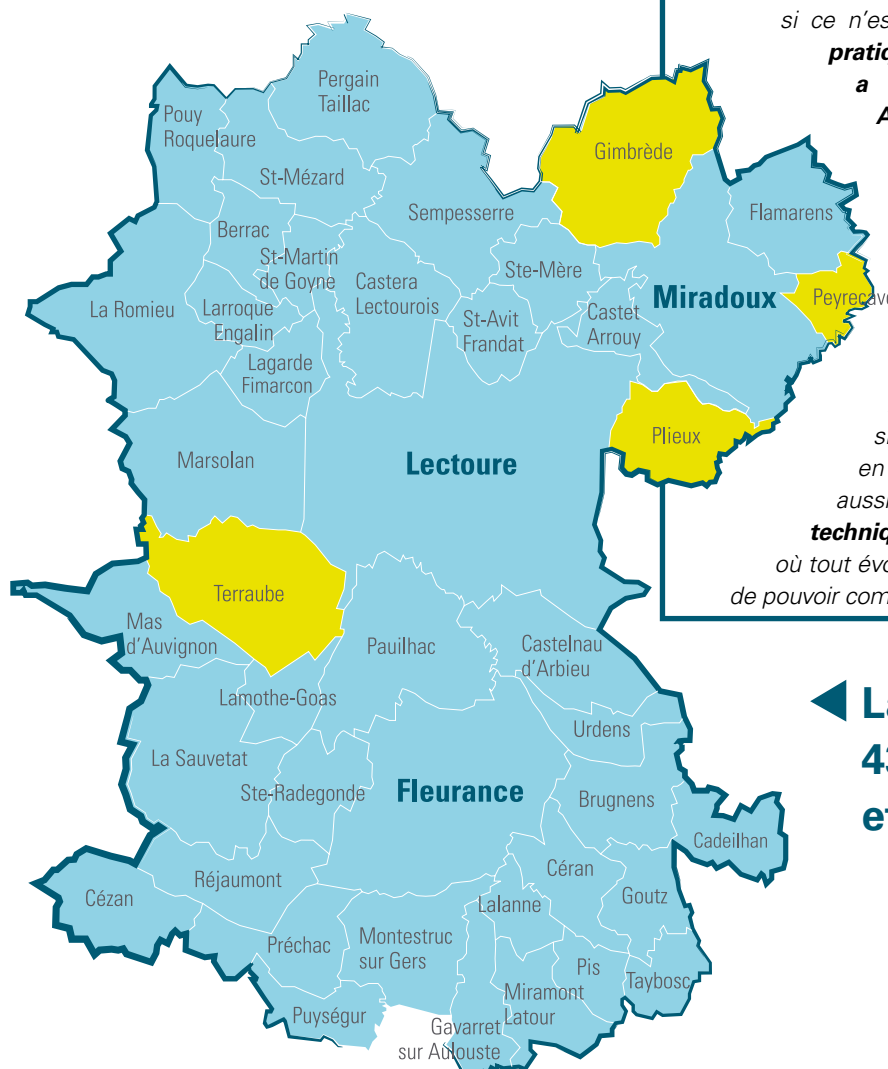 si ce n'es
pratic
a
A
Pergain
Taillac
Pouy
Roquelaure
Gimbrède
St-Mézard
Sempesserre
Flamarens
Berrac
St-Martin
de Goyne
Ste-Mère
Castera
Lectourois
La Romieu
Larroque
Engalin
St-Avit
Frandat
Castet
Arrouy
Miradoux
Peyrecave
Lagarde
Fimarcon
Plieux
Marsolan
Lectoure
en
aussi
techniq
où tout évo
de pouvoir com
Terraube
Mas
d'Auvignon
Pauilhac
Castelnau
d'Arbieu
Lamothe-Goas
La Sauvetat
Urdens
Ste-Radegonde
Fleurance
Brugnens
Cadeilhan
43
Réjaumont
Céran
Cézan
Lalanne
Goutz
Préchac
Montestruc
sur Gers
Pis
Taybosc
Miramont
Latour
Puységur
Gavarret
sur Aulouste